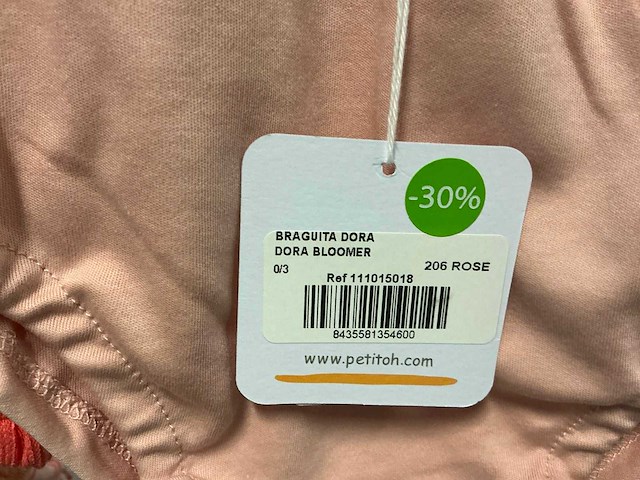 -30%
BRAGUITA DORA
DORA BLOOMER
0/3
206 ROSE
Ref 111015018
8435581354600
www.petitoh.com